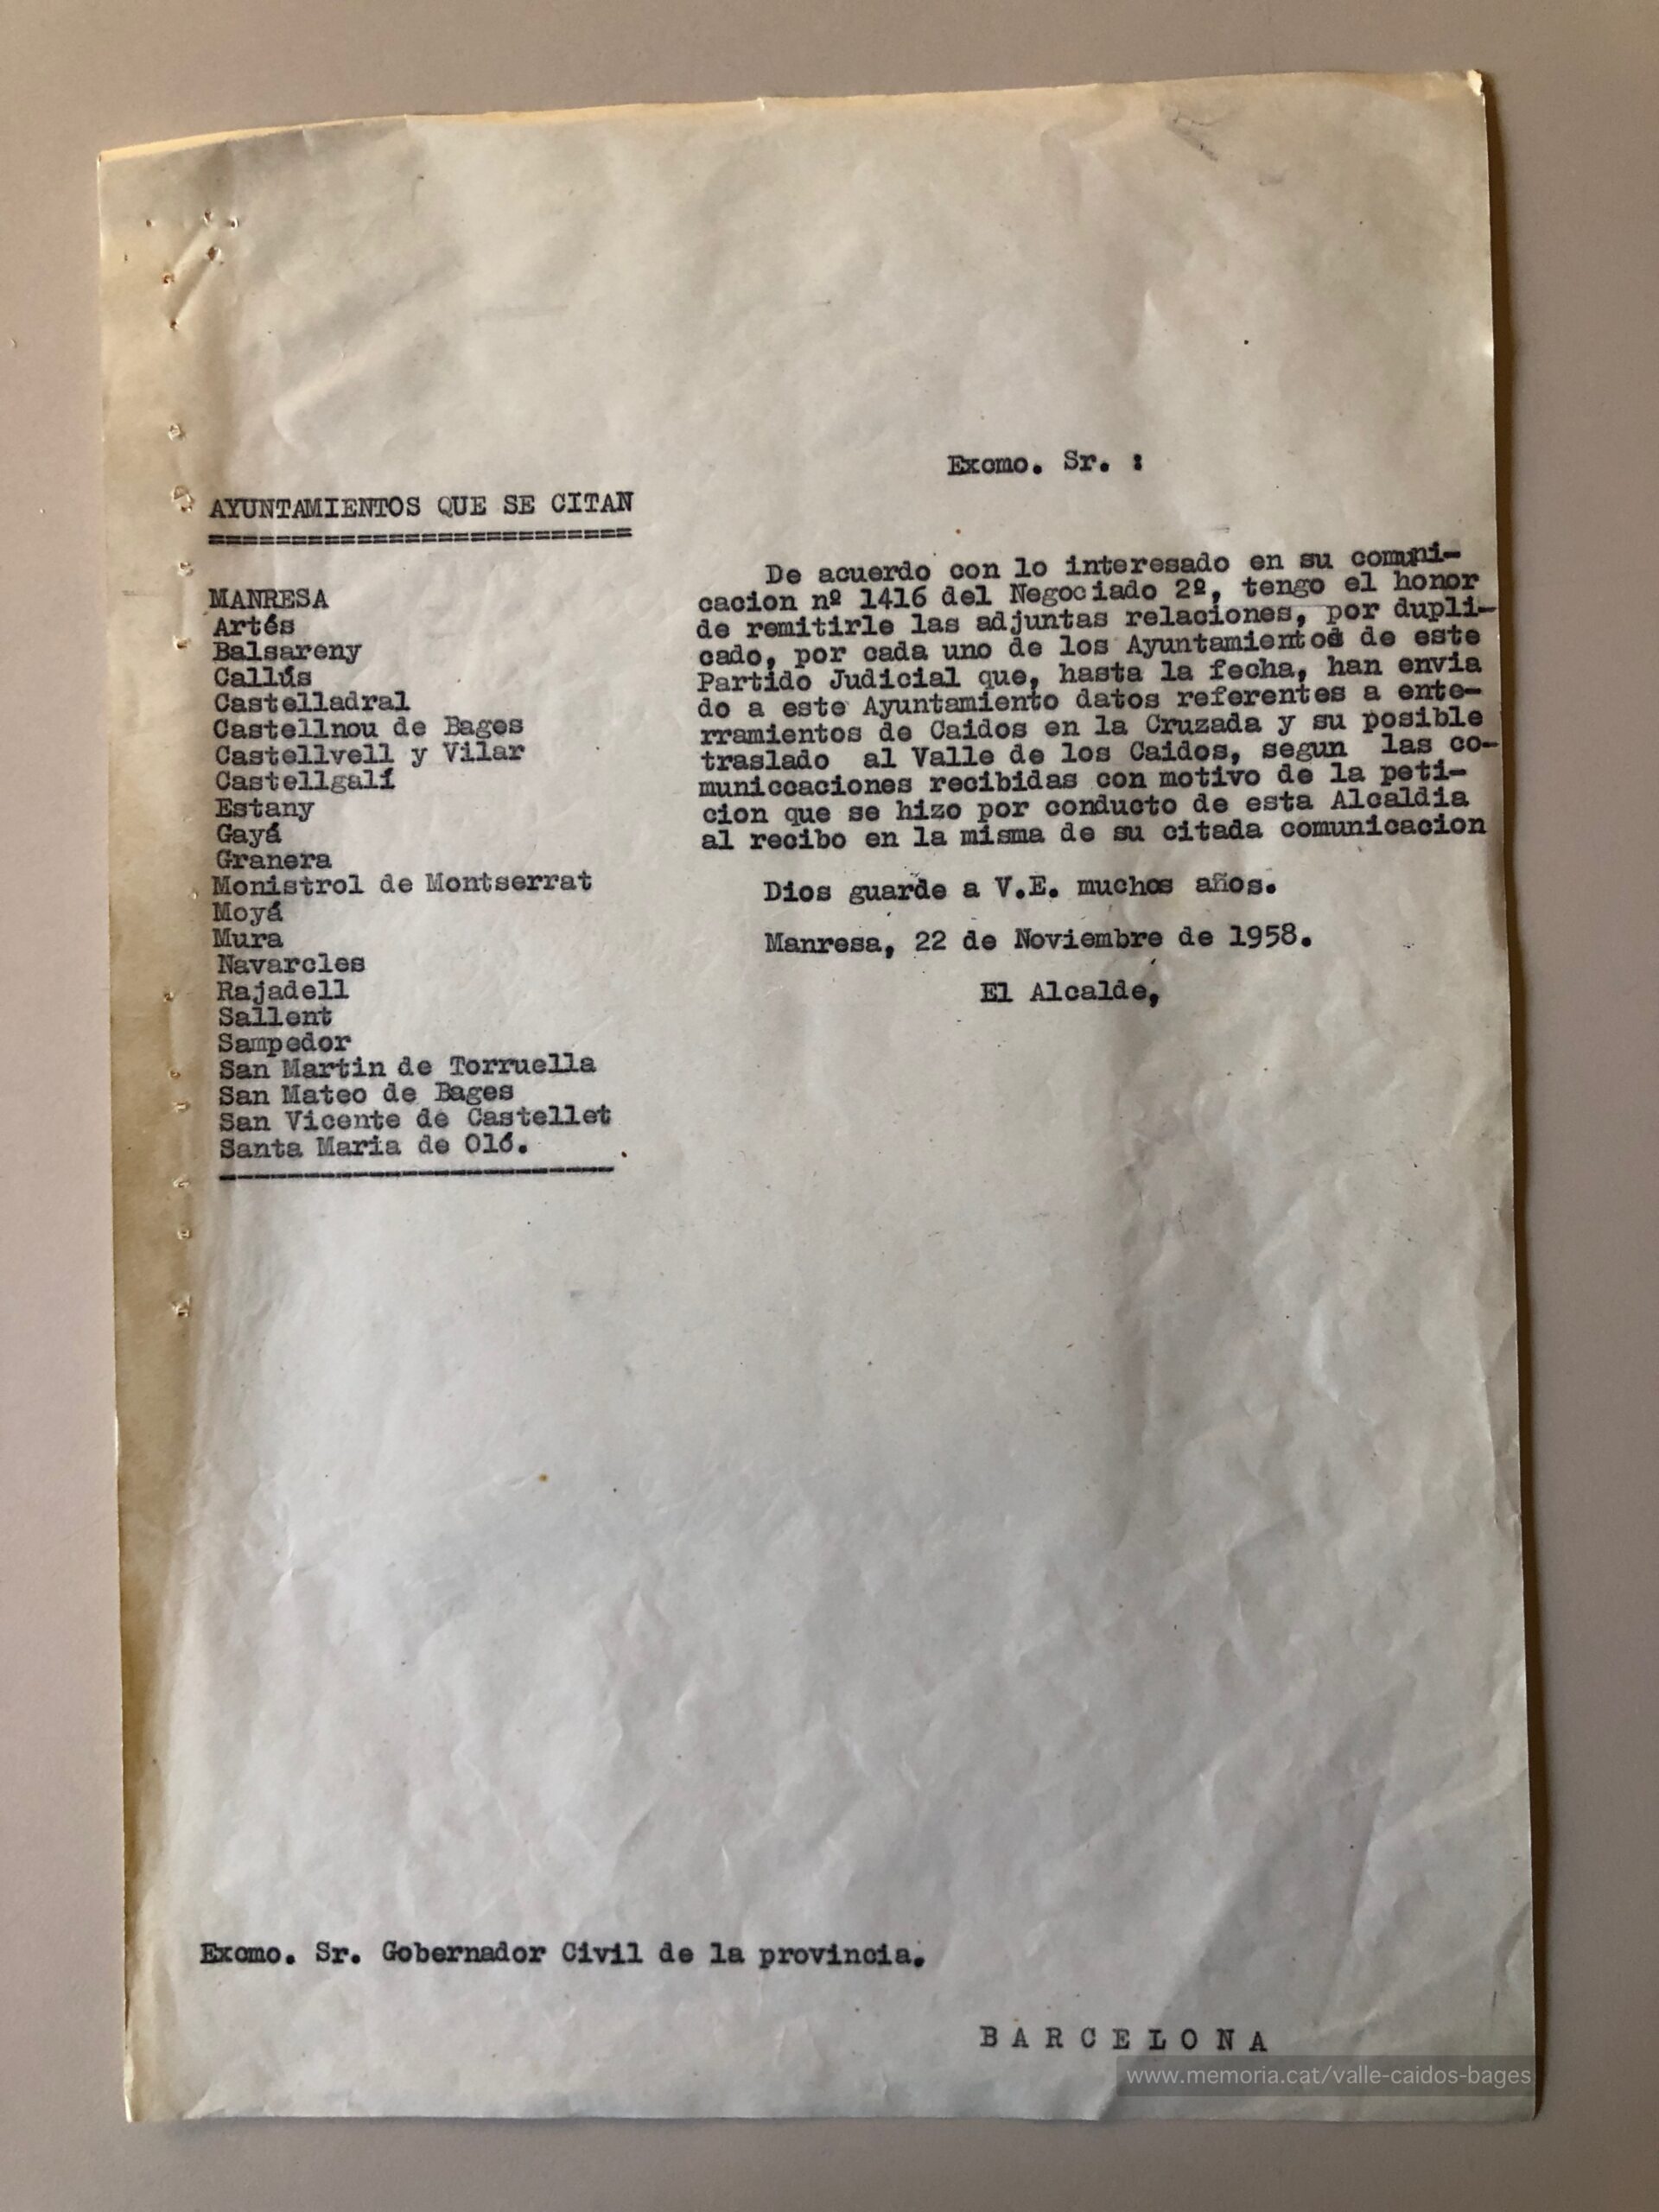 Excmo. Sr. :
AYUNTAMIENTOS QUE SE CITAN
==========================
MANRESA
Artés
Balsareny
Callús
Castelladral
Castellnou de Bages
Castellvell y Vilar
Castellgalí
Estany
Gayá
Granera
Monistrol de Montserrat
Moyá
Mura
Navarcles
Rajadell
Sallent
Sampedor
San Martin de Torruella
San Mateo de Bages
San Vicente de Castellet
Santa Maria de Oló.
De acuerdo con lo interesado en su comuni-
cacion nº 1416 del Negociado 2º, tengo el honor
de remitirle las adjuntas relaciones, por dupli-
cado, por cada uno de los Ayuntamientos de este
Partido Judicial que, hasta la fecha, han envia
do a este Ayuntamiento datos referentes a ente-
rramientos de Caidos en la Cruzada y su posible
traslado al Valle de los Caidos, segun las co-
municcaciones recibidas con motivo de la peti-
cion que se hizo por conducto de esta Alcaldia
al recibo en la misma de su citada comunicacion
Dios guarde a V.E. muchos años.
Manresa, 22 de Noviembre de 1958.
El Alcalde,
Excmo. Sr. Gobernador Civil de la provincia.
BARCELONA
www.memoria.cat/valle-caidos-bages